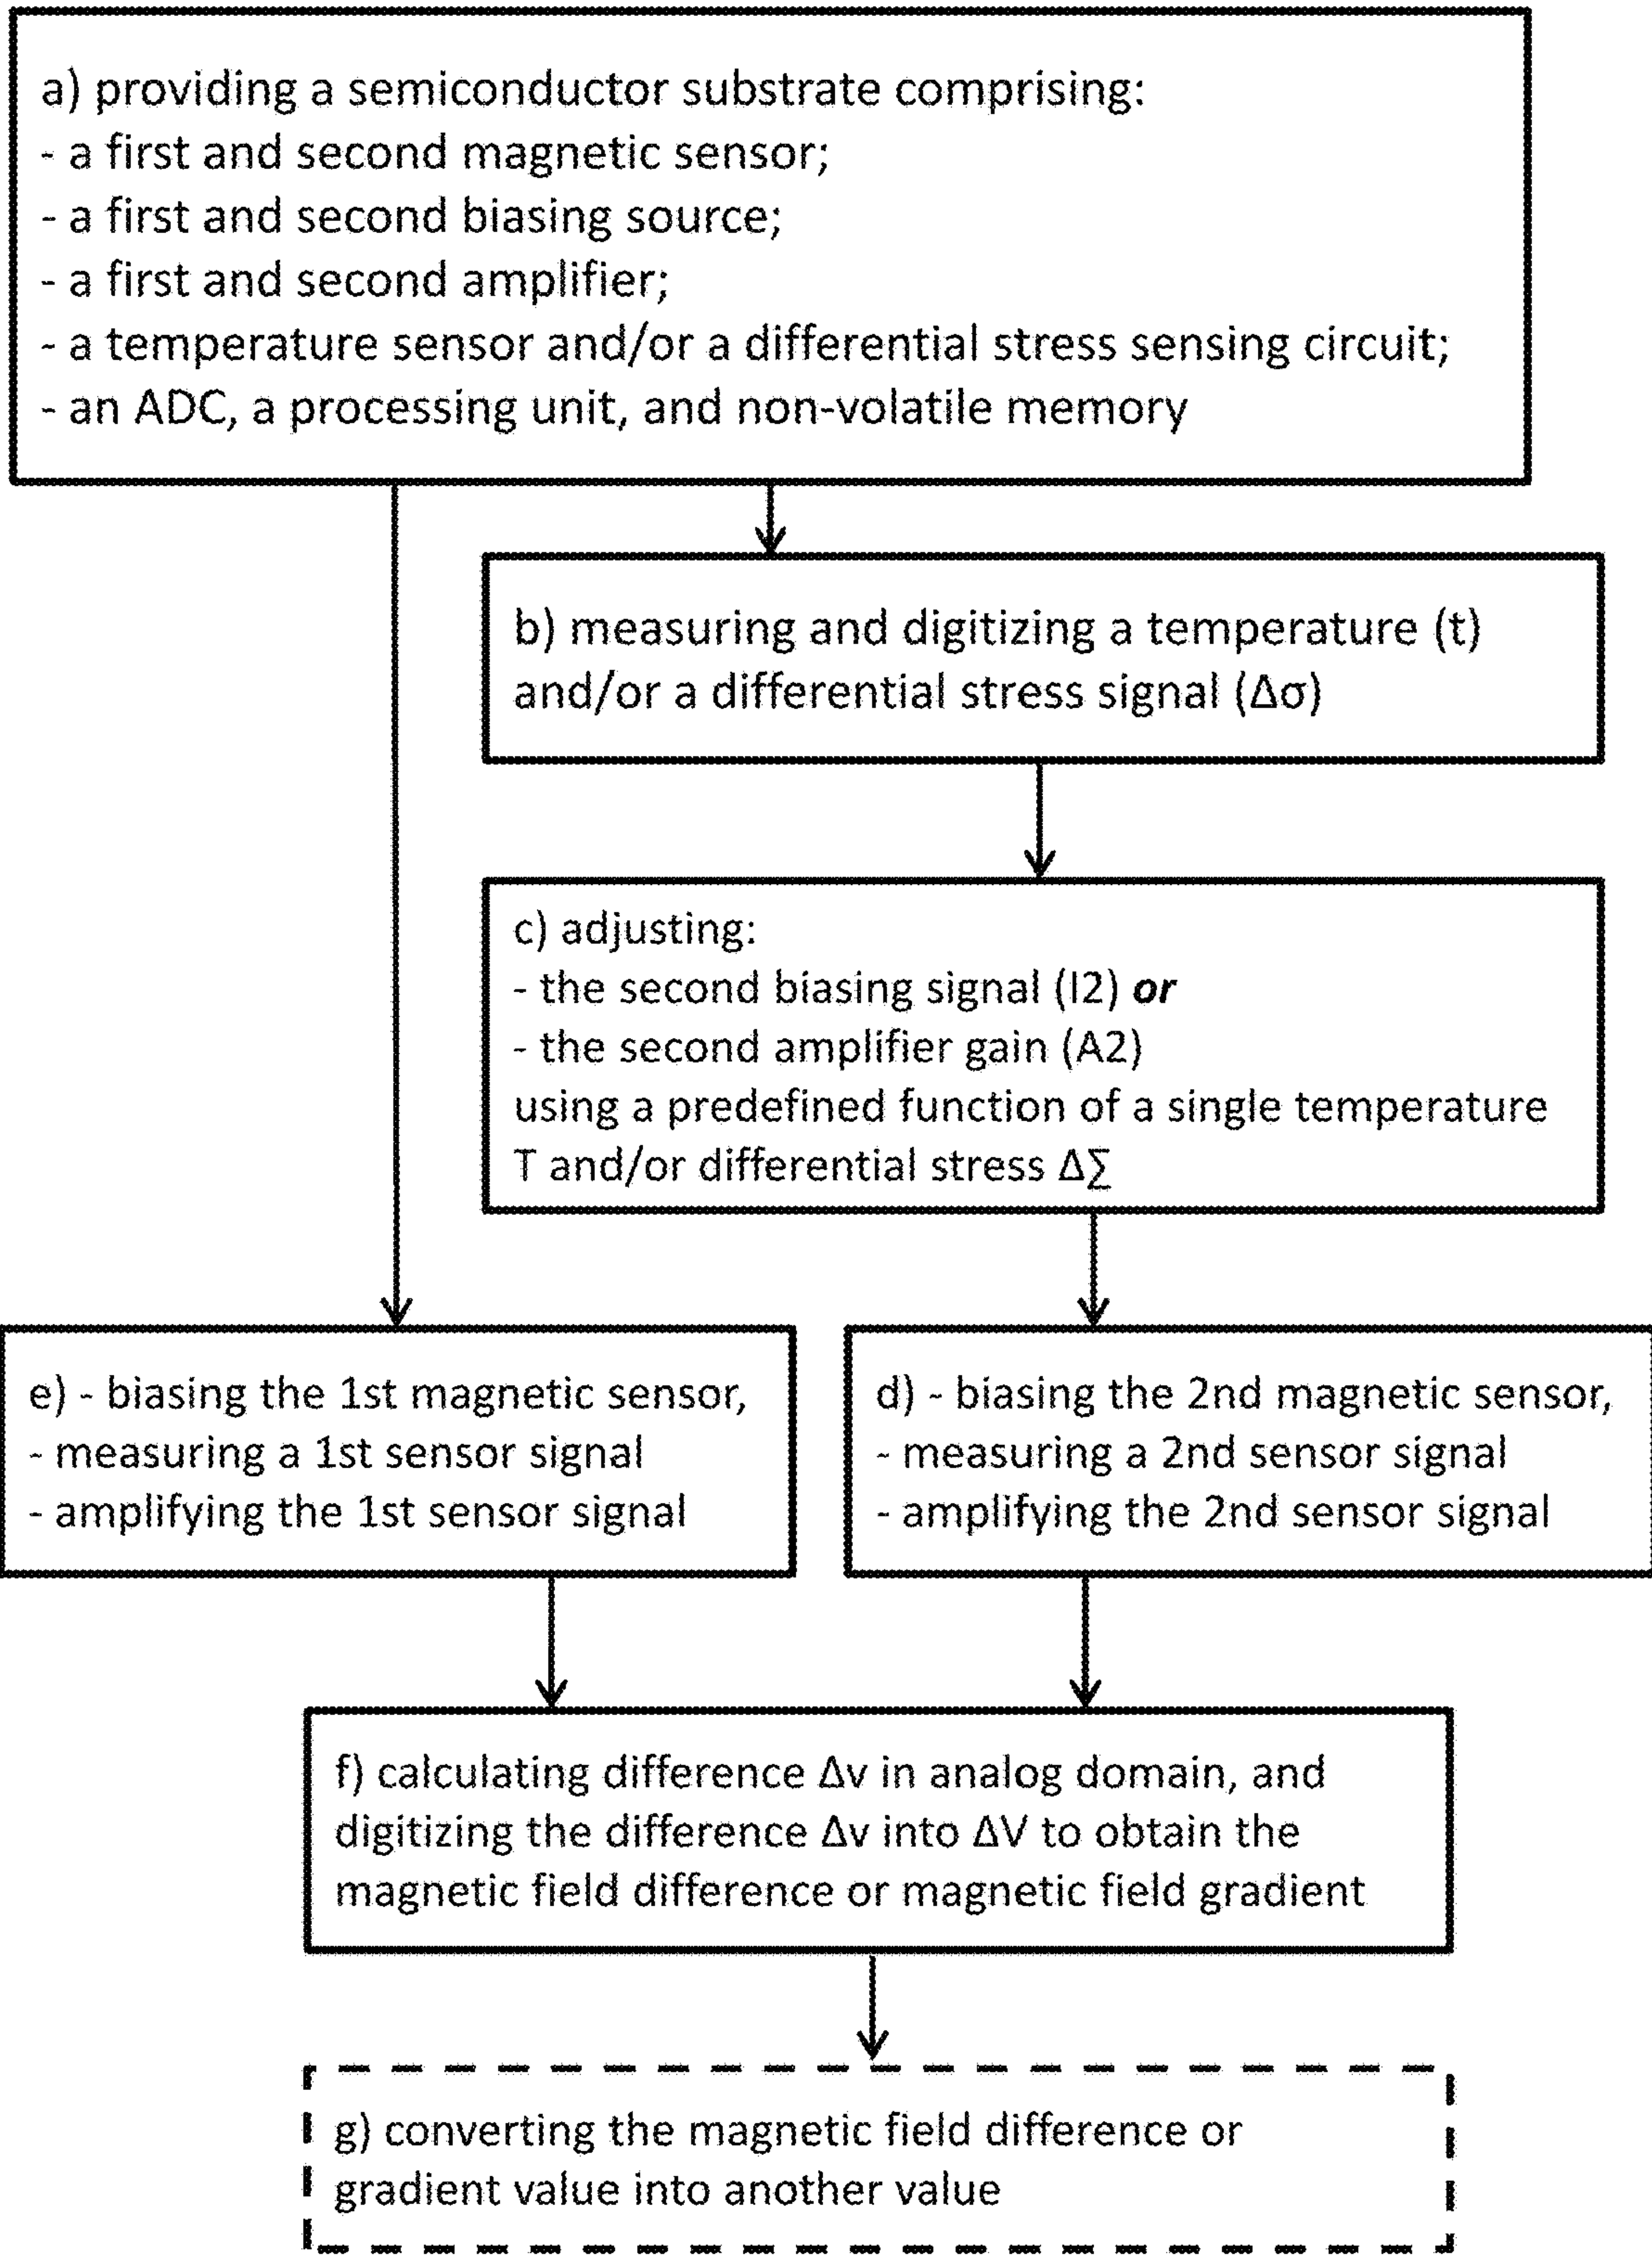 a) providing a semiconductor substrate comprising:
- a first and second magnetic sensor;
- a first and second biasing source;
- a first and second amplifier;
- a temperature sensor and/or a differential stress sensing circuit;
- an ADC, a processing unit, and non-volatile memory
b) measuring and digitizing a temperature (t)
and/or a differential stress signal (Δσ)
c) adjusting:
- the second biasing signal (I2) or
- the second amplifier gain (A2)
using a predefined function of a single temperature
T and/or differential stress Δ∑
e) - biasing the 1st magnetic sensor,
- measuring a 1st sensor signal
- amplifying the 1st sensor signal
d) - biasing the 2nd magnetic sensor,
- measuring a 2nd sensor signal
- amplifying the 2nd sensor signal
f) calculating difference Δv in analog domain, and
digitizing the difference Δv into ΔV to obtain the
magnetic field difference or magnetic field gradient
g) converting the magnetic field difference or
gradient value into another value